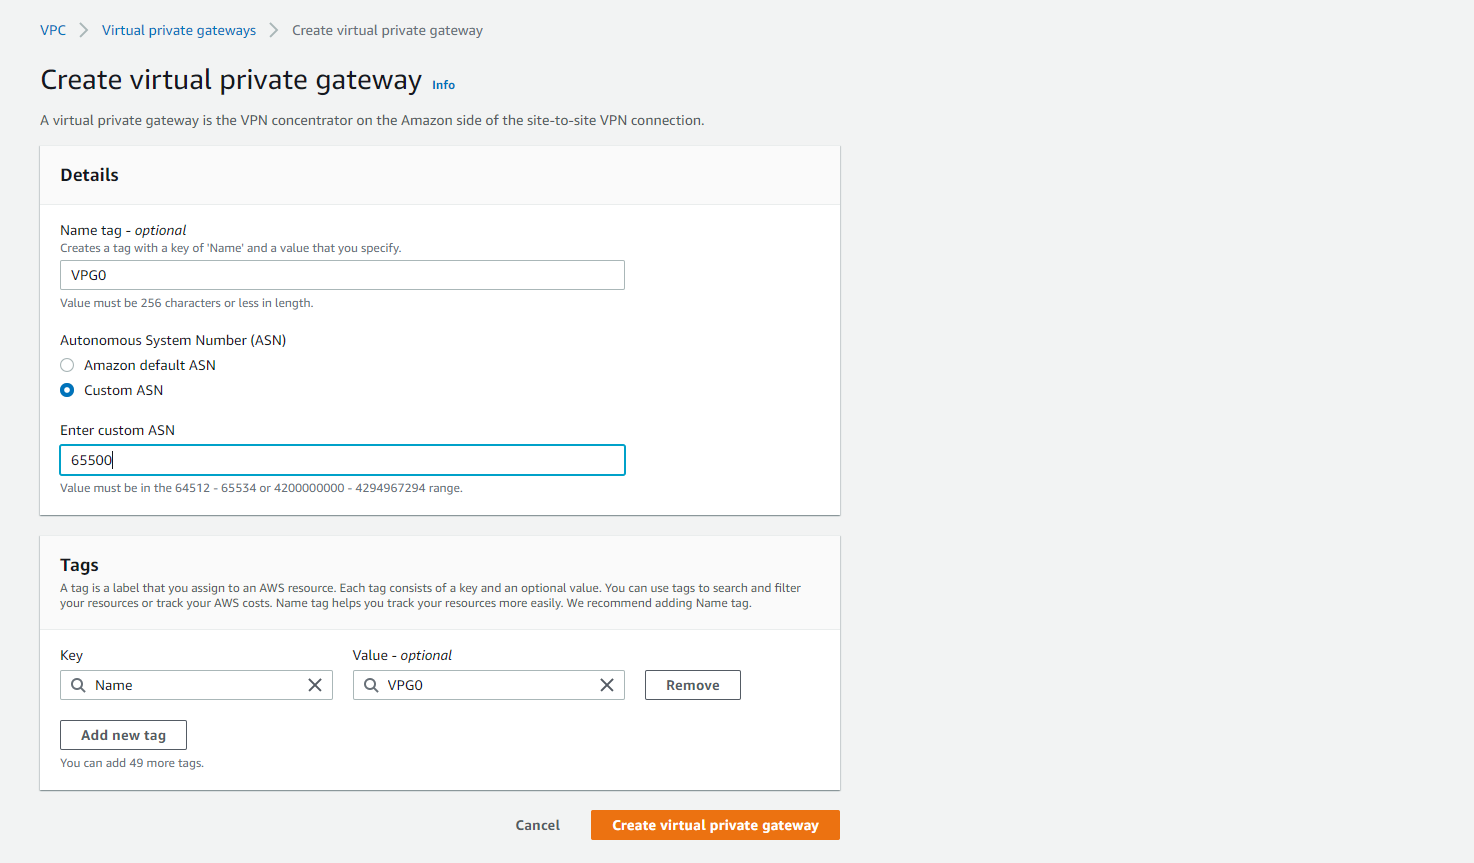 VPC > Virtual private gateways > Create virtual private gateway
Create virtual private gateway Info
A virtual private gateway is the VPN concentrator on the Amazon side of the site-to-site VPN connection.
Details
Name tag - optional
Creates a tag with a key of 'Name' and a value that you specify.
VPG0
Value must be 256 characters or less in length.
Autonomous System Number (ASN)
Amazon default ASN
Custom ASN
Enter custom ASN
65500
Value must be in the 64512 - 65534 or 4200000000 - 4294967294 range.
Tags
A tag is a label that you assign to an AWS resource. Each tag consists of a key and an optional value. You can use tags to search and filter
your resources or track your AWS costs. Name tag helps you track your resources more easily. We recommend adding Name tag.
Key Value - optional
Name VPG0 Remove
Add new tag
You can add 49 more tags.
Cancel Create virtual private gateway